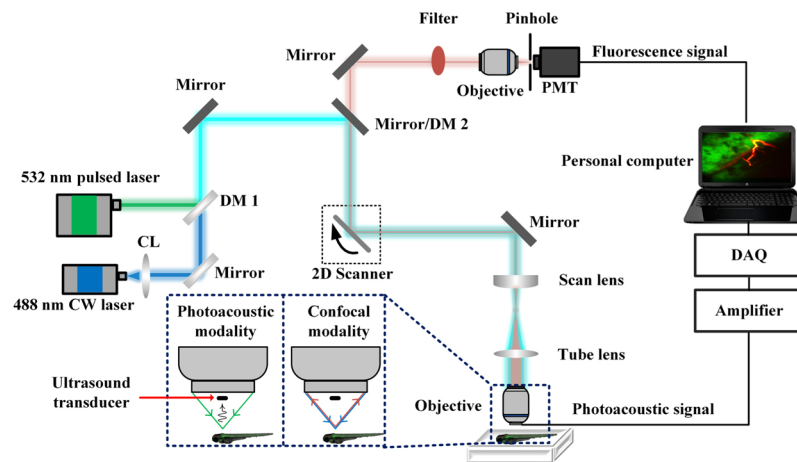 Filter
Pinhole
Mirror
Fluorescence signal
Objective
PMT
Mirror
Mirror/DM 2
Personal computer
532 nm pulsed laser
DM 1
CL
Mirror
2D Scanner
Mirror
DAQ
488 nm CW laser
Scan lens
Photoacoustic
modality
Confocal
modality
Amplifier
Tube lens
Ultrasound
transducer
Objective
Photoacoustic signal